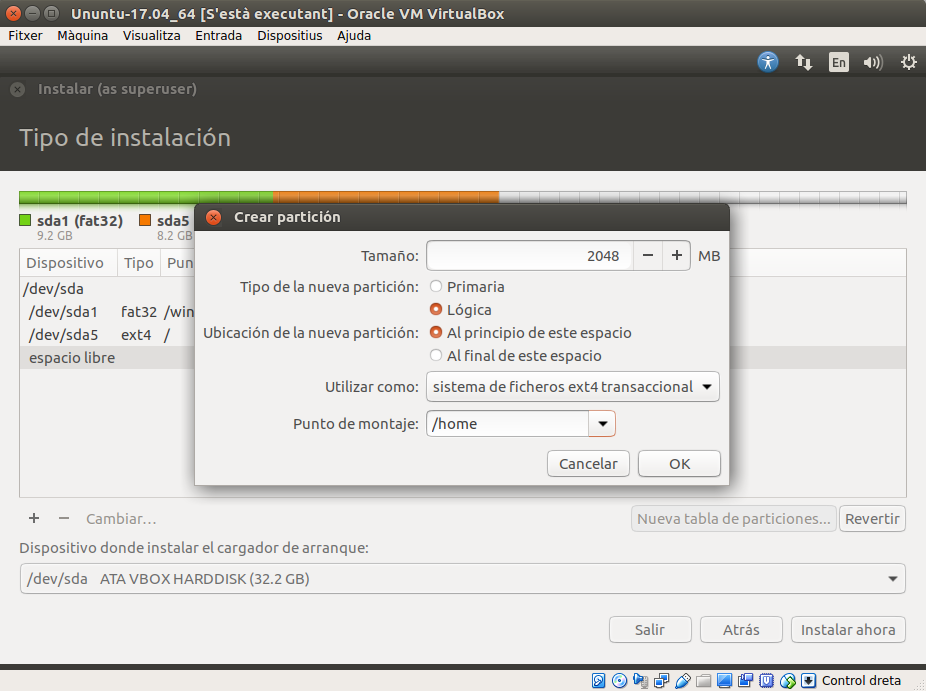 Ununtu-17.04_64 [S'està executant] - Oracle VM VirtualBox
Fitxer Màquina Visualitza Entrada Dispositius Ajuda
En
Instalar (as superuser)
Tipo de instalación
sda1 (fat32) sda5
9.2 GB 8.2 GB
Dispositivo Tipo Pun
/dev/sda
/dev/sda1 fat32 /win
/dev/sda5 ext4 /
espacio libre
Crear partición
Tamaño: 2048 − + MB
Tipo de la nueva partición: Primaria
Lógica
Ubicación de la nueva partición: Al principio de este espacio
Al final de este espacio
Utilizar como: sistema de ficheros ext4 transaccional
Punto de montaje: /home
Cancelar OK
+ − Cambiar... Nueva tabla de particiones... Revertir
Dispositivo donde instalar el cargador de arranque:
/dev/sda ATA VBOX HARDDISK (32.2 GB)
Salir Atrás Instalar ahora
Control dreta